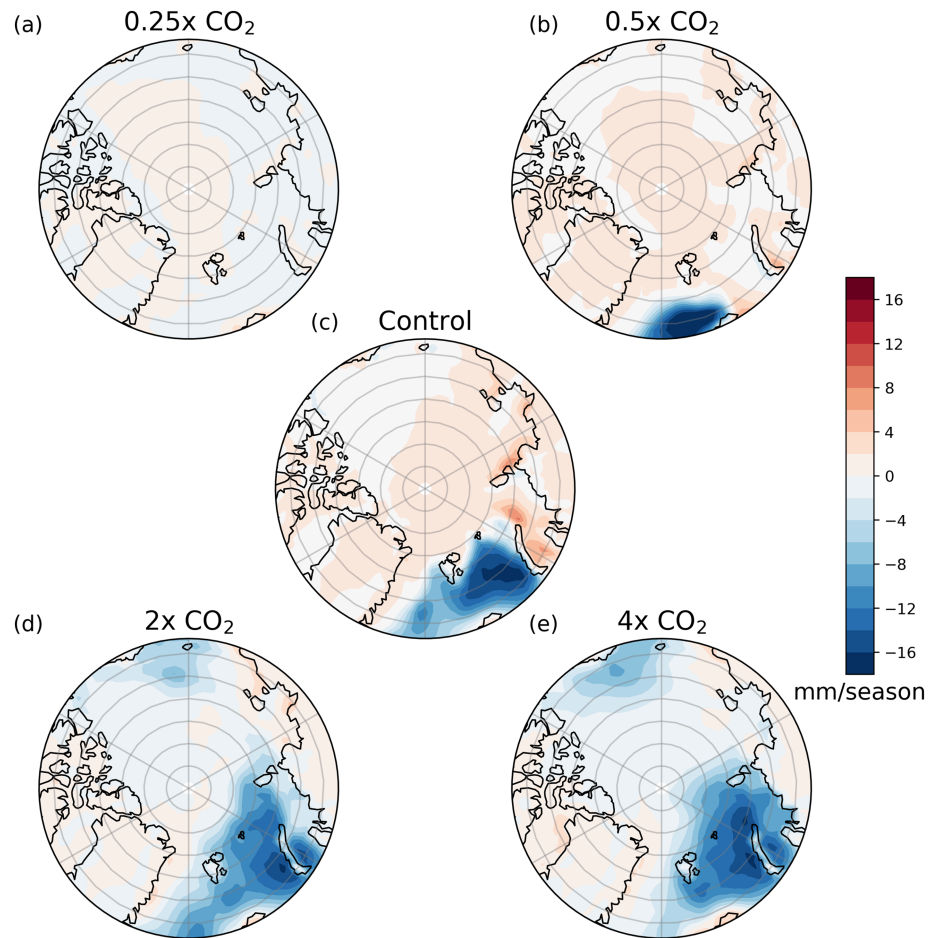 (a) 0.25x CO₂
(b) 0.5x CO₂
(c) Control
(d) 2x CO₂
(e) 4x CO₂
16
12
8
4
0
−4
−8
−12
−16
mm/season